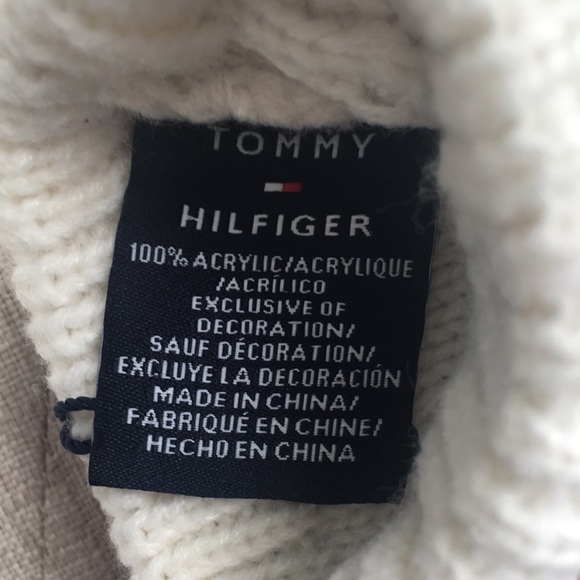 TOMMY
HILFIGER
100% ACRYLIC/ACRYLIQUE
/ACRÍLICO
EXCLUSIVE OF
DECORATION/
SAUF DÉCORATION/
EXCLUYE LA DECORACIÓN
MADE IN CHINA/
FABRIQUÉ EN CHINE/
HECHO EN CHINA